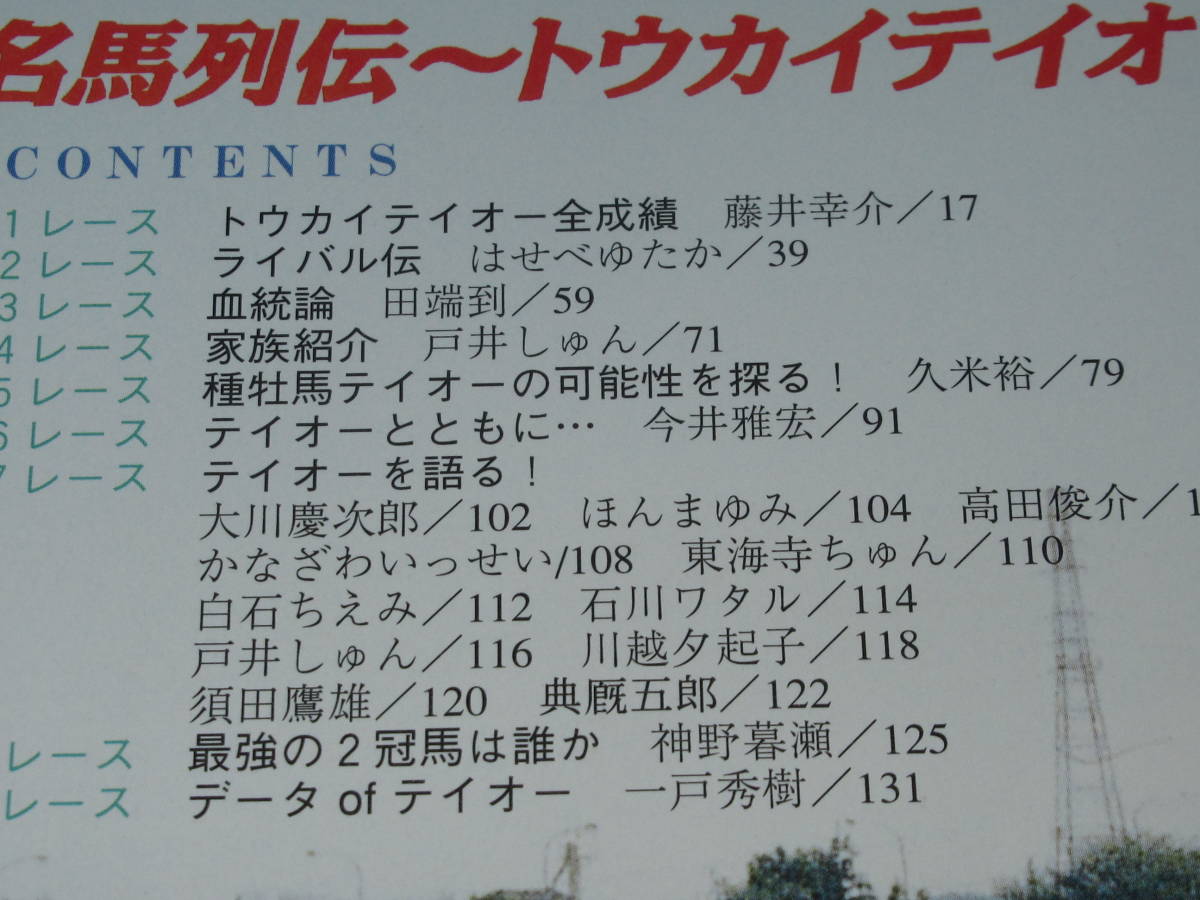 名馬列伝〜トウカイテイオ
CONTENTS
1レース トウカイテイオー全成績 藤井幸介／17
2レース ライバル伝 はせべゆたか／39
3レース 血統論 田端到／59
4レース 家族紹介 戸井しゅん／71
5レース 種牡馬テイオーの可能性を探る！ 久米裕／79
6レース テイオーとともに… 今井雅宏／91
7レース テイオーを語る！
大川慶次郎／102 ほんまゆみ／104 高田俊介／1
かなざわいっせい/108 東海寺ちゅん／110
白石ちえみ／112 石川ワタル／114
戸井しゅん／116 川越夕起子／118
須田鷹雄／120 典厩五郎／122
レース 最強の2冠馬は誰か 神野暮瀬／125
レース データofテイオー 一戸秀樹／131